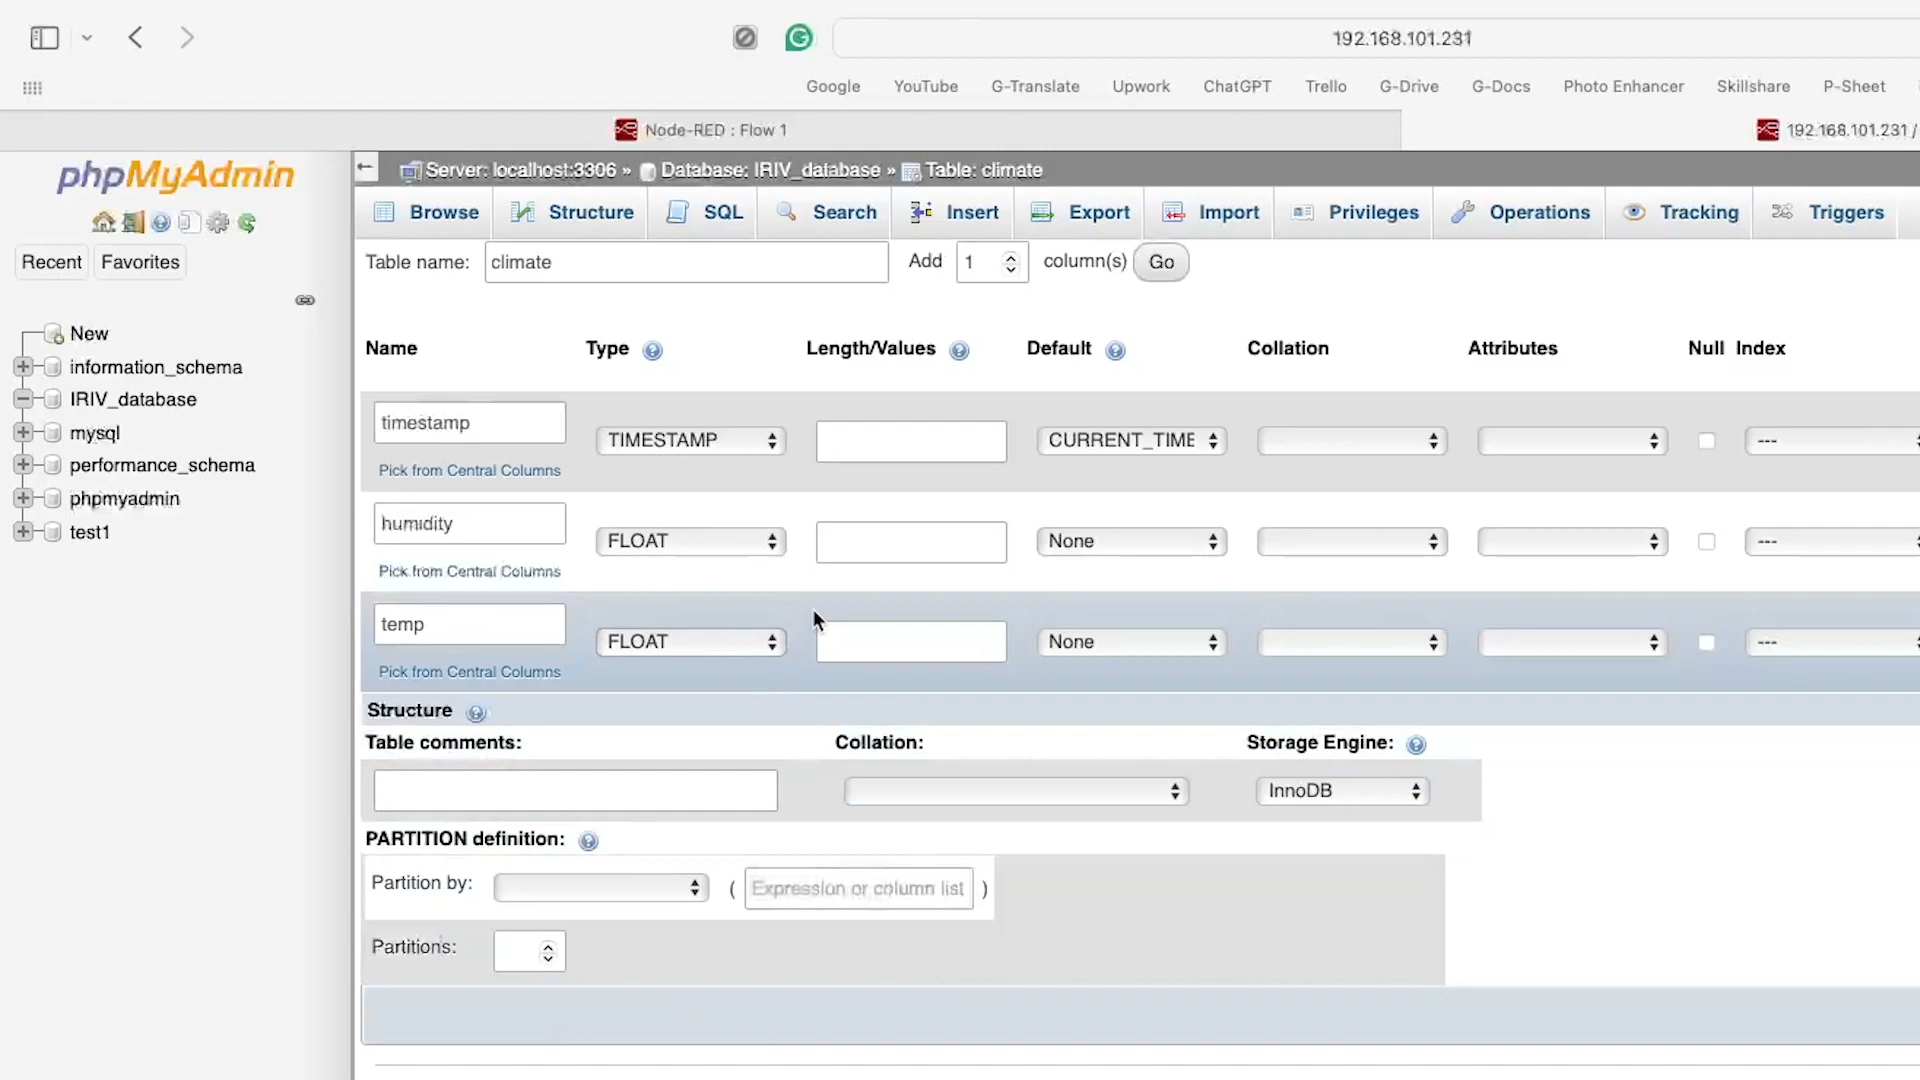 192.168.101.231
Google YouTube G-Translate Upwork ChatGPT Trello G-Drive G-Docs Photo Enhancer Skillshare P-Sheet
Node-RED : Flow 1
192.168.101.231 /
phpMyAdmin
Recent Favorites
New
information_schema
IRIV_database
mysql
performance_schema
phpmyadmin
test1
Server: localhost:3306 » Database: IRIV_database » Table: climate
Browse Structure SQL Search Insert Export Import Privileges Operations Tracking Triggers
Table name: climate Add 1 column(s) Go
Name Type Length/Values Default Collation Attributes Null Index
timestamp TIMESTAMP CURRENT_TIME ---
Pick from Central Columns
humidity FLOAT None ---
Pick from Central Columns
temp FLOAT None ---
Pick from Central Columns
Structure
Table comments: Collation: Storage Engine:
InnoDB
PARTITION definition:
Partition by: ( Expression or column list )
Partitions: